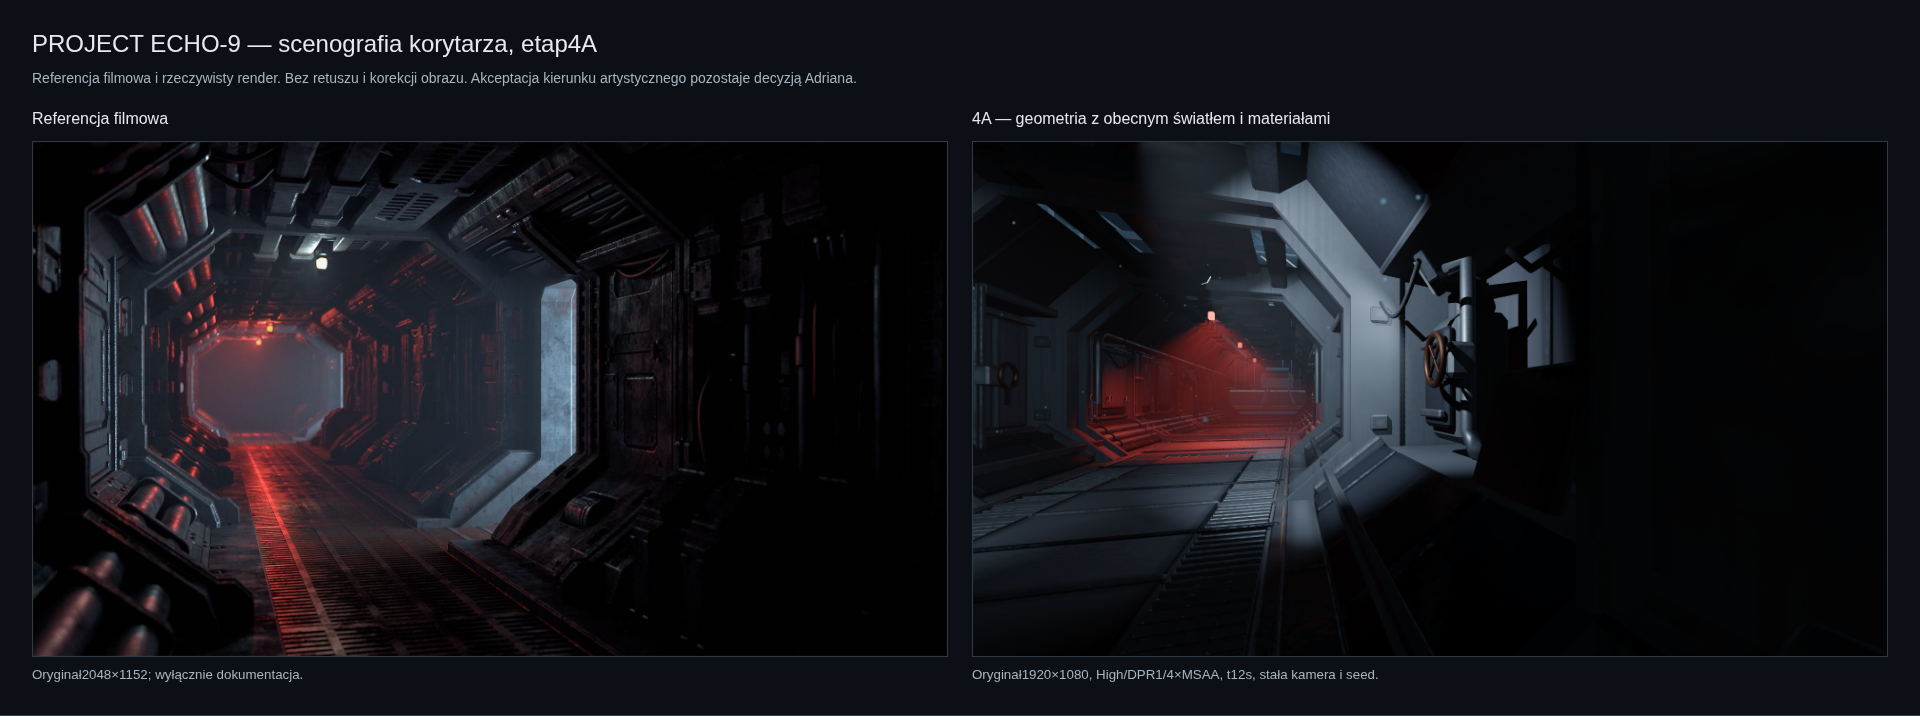 PROJECT ECHO-9 — scenografia korytarza, etap4A
Referencja filmowa i rzeczywisty render. Bez retuszu i korekcji obrazu. Akceptacja kierunku artystycznego pozostaje decyzją Adriana.
Referencja filmowa
4A — geometria z obecnym światłem i materiałami
Oryginał2048×1152; wyłącznie dokumentacja.
Oryginał1920×1080, High/DPR1/4×MSAA, t12s, stała kamera i seed.